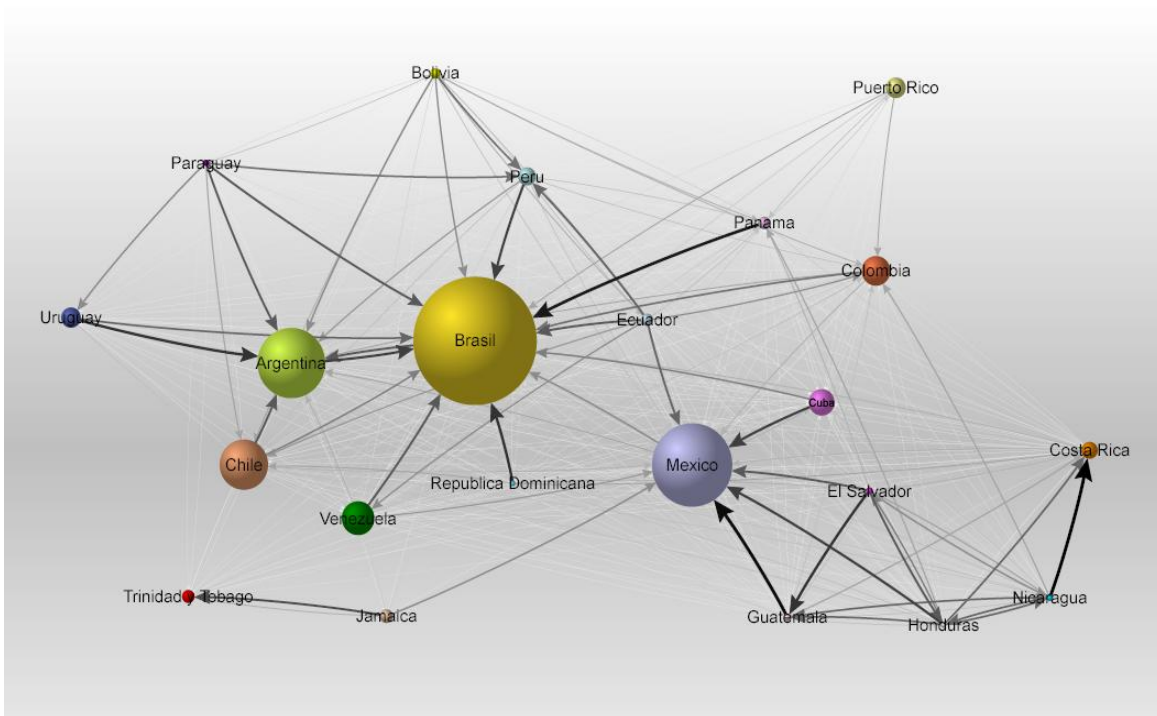 Bolivia
Puerto Rico
Paraguay
Peru
Panama
Colombia
Uruguay
Ecuador
Brasil
Argentina
Cuba
Costa Rica
Chile
Mexico
Republica Dominicana
El Salvador
Venezuela
Trinidad y Tobago
Jamaica
Guatemala
Honduras
Nicaragua